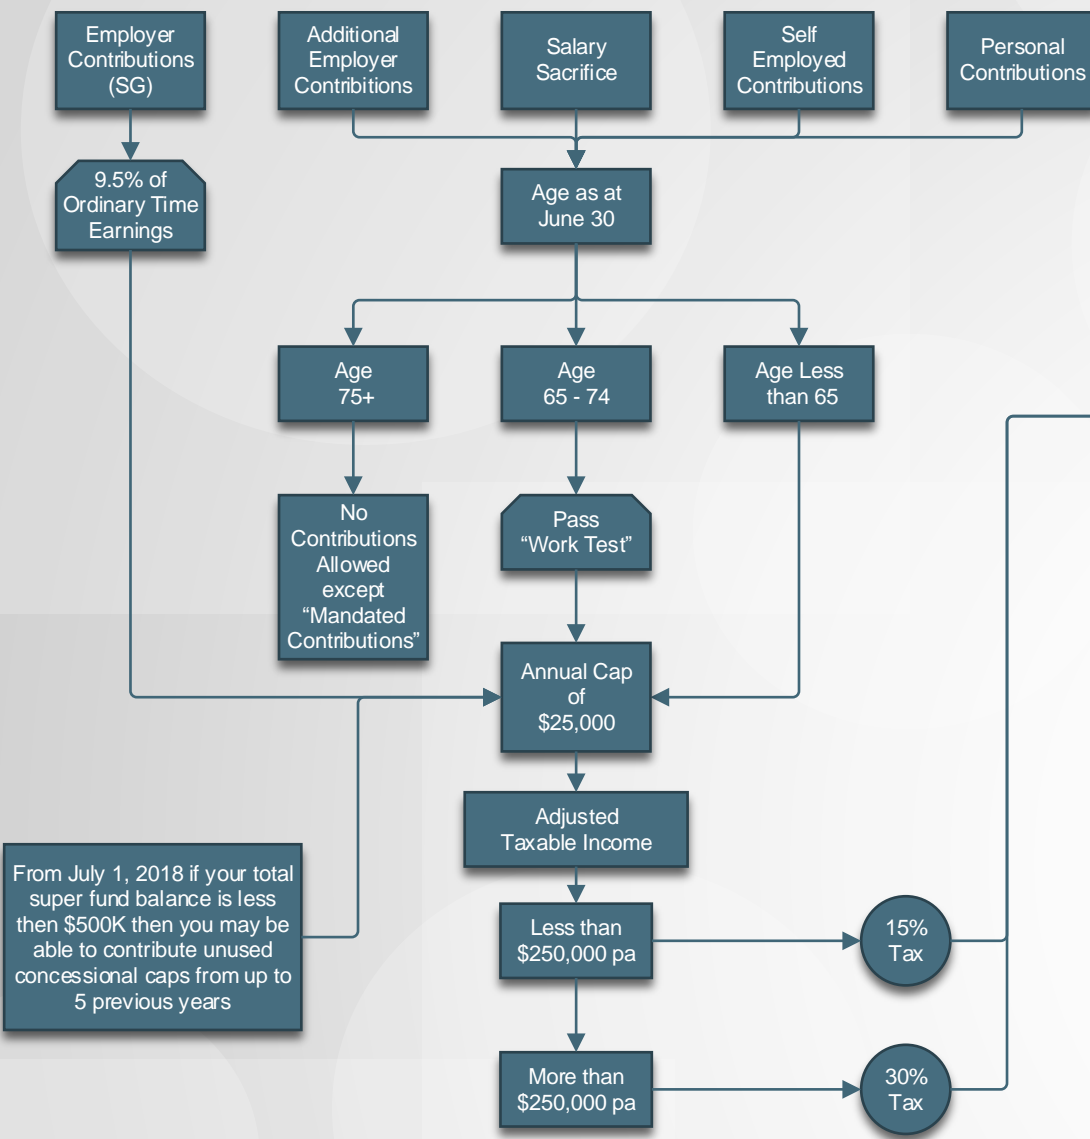 Employer
Contributions
(SG)
Additional
Employer
Contribitions
Salary
Sacrifice
Self
Employed
Contributions
Personal
Contributions
9.5% of
Ordinary Time
Earnings
Age as at
June 30
Age
75+
Age
65 - 74
Age Less
than 65
No
Contributions
Allowed
except
“Mandated
Contributions”
Pass
“Work Test”
Annual Cap
of
$25,000
Adjusted
Taxable Income
From July 1, 2018 if your total
super fund balance is less
then $500K then you may be
able to contribute unused
concessional caps from up to
5 previous years
Less than
$250,000 pa
15%
Tax
More than
$250,000 pa
30%
Tax